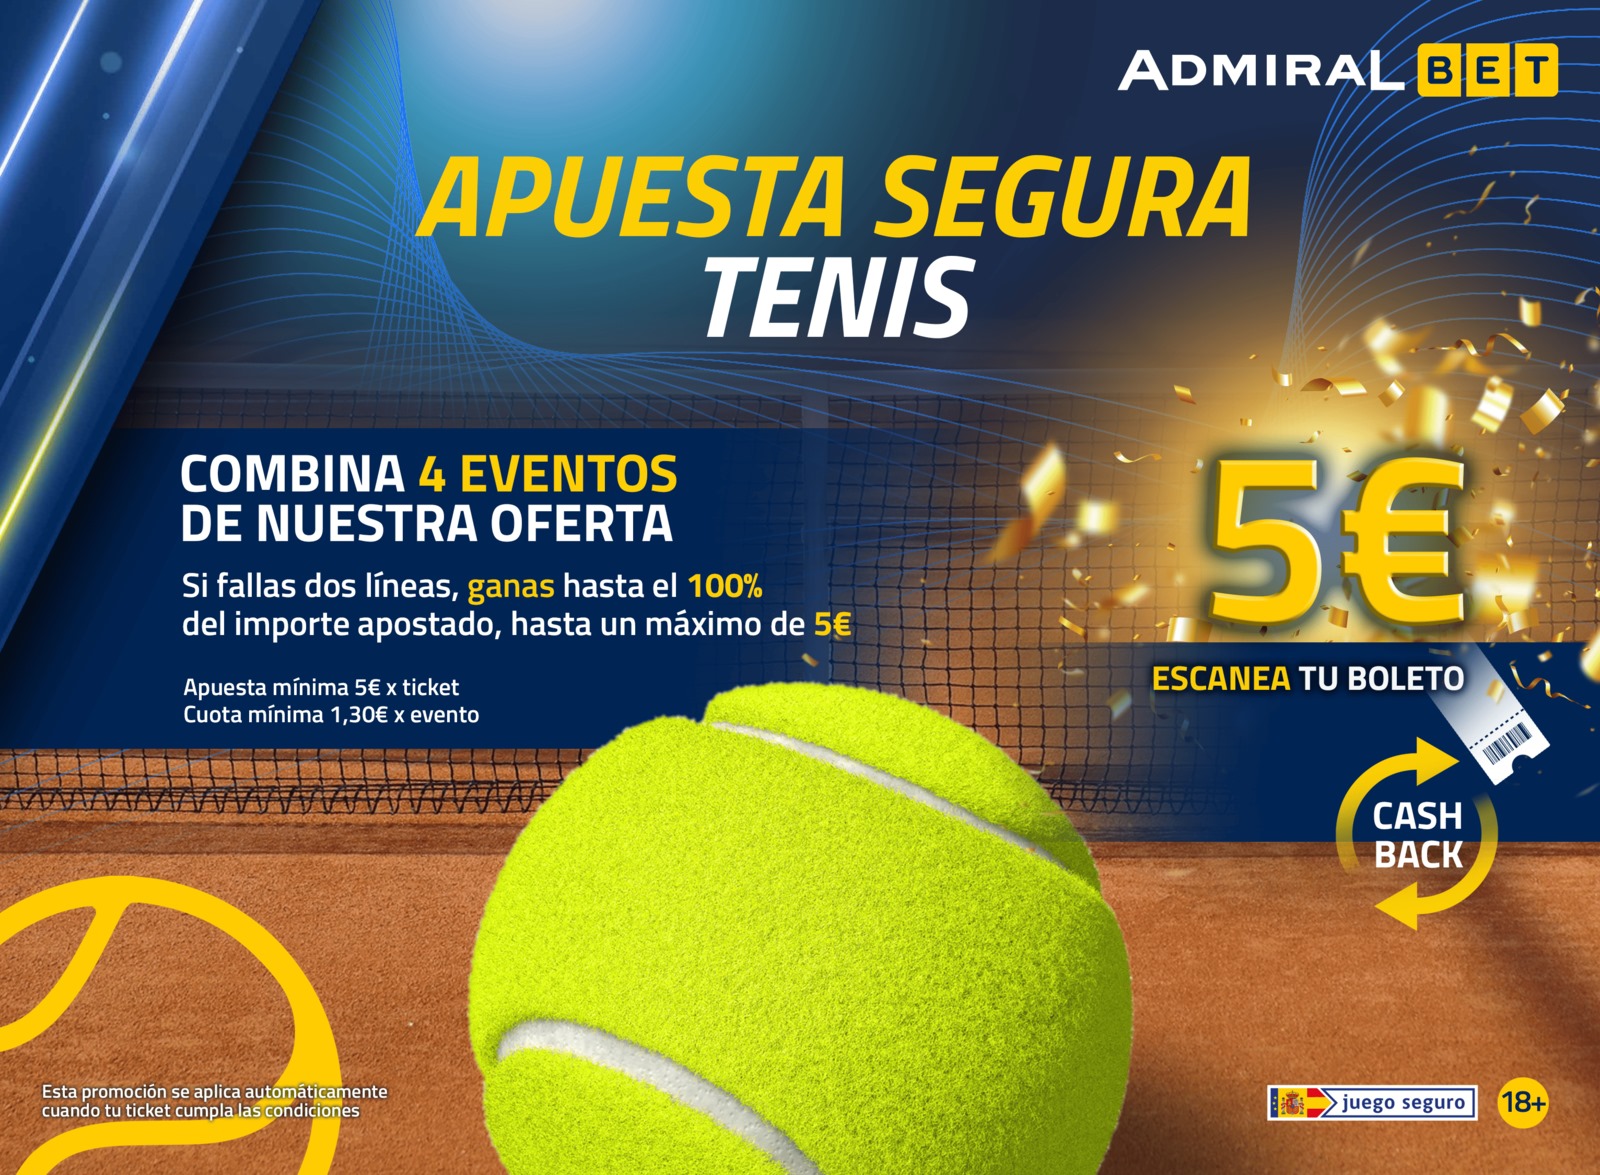 ADMIRALBET
APUESTA SEGURA
TENIS
COMBINA 4 EVENTOS
DE NUESTRA OFERTA
Si fallas dos líneas, ganas hasta el 100%
del importe apostado, hasta un máximo de 5€
Apuesta mínima 5€ x ticket
Cuota mínima 1,30€ x evento
5€
ESCANEA TU BOLETO
CASH
BACK
Esta promoción se aplica automáticamente
cuando tu ticket cumpla las condiciones
juego seguro
18+